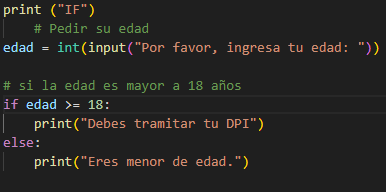 print ("IF")
    # Pedir su edad
edad = int(input("Por favor, ingresa tu edad: "))
# si la edad es mayor a 18 años
if edad >= 18:
    print("Debes tramitar tu DPI")
else:
    print("Eres menor de edad.")